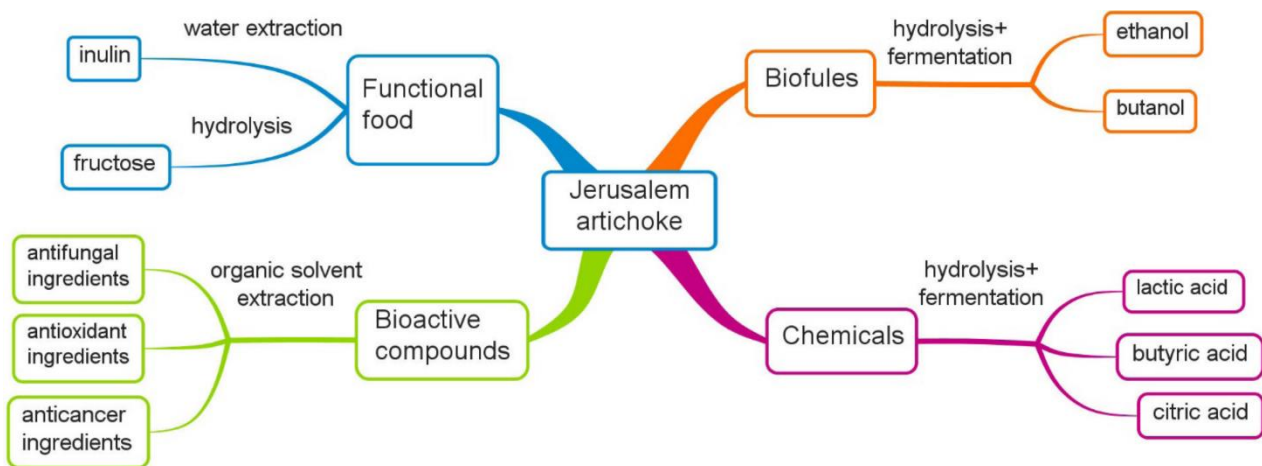 water extraction
inulin
Functional
food
hydrolysis
fructose
hydrolysis+
fermentation
ethanol
Biofules
butanol
Jerusalem
artichoke
antifungal
ingredients
organic solvent
extraction
antioxidant
ingredients
Bioactive
compounds
anticancer
ingredients
hydrolysis+
fermentation
lactic acid
Chemicals
butyric acid
citric acid